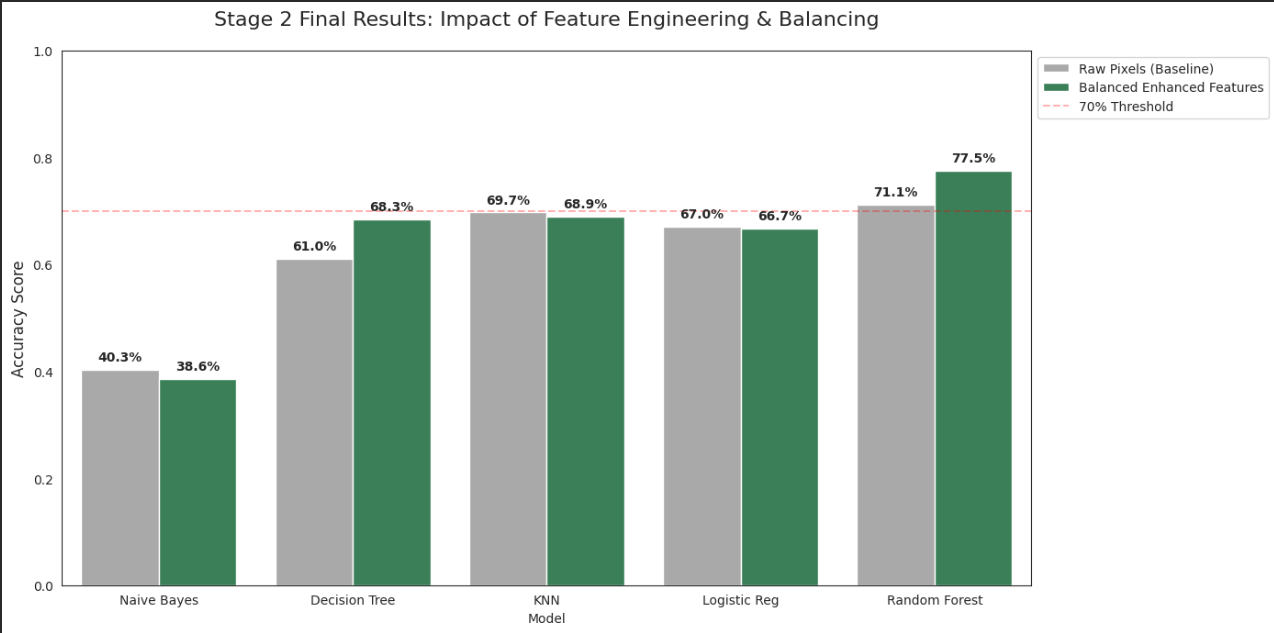 Stage 2 Final Results: Impact of Feature Engineering & Balancing
Raw Pixels (Baseline)
Balanced Enhanced Features
70% Threshold
Accuracy Score
1.0
0.8
0.6
0.4
0.2
0.0
40.3%
38.6%
61.0%
68.3%
69.7%
68.9%
67.0%
66.7%
71.1%
77.5%
Naive Bayes
Decision Tree
KNN
Logistic Reg
Random Forest
Model